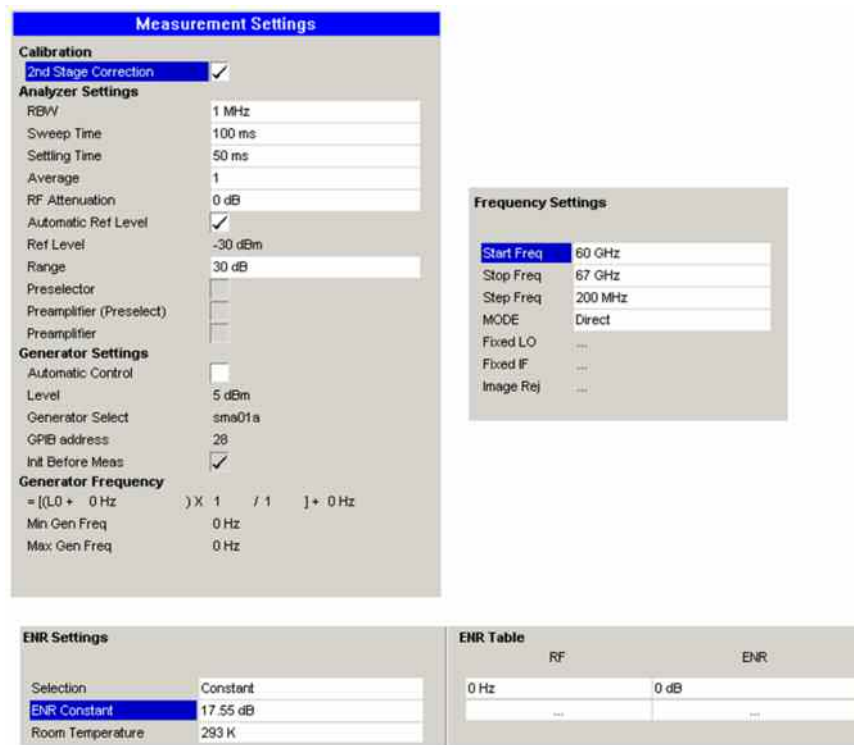 Measurement Settings
Calibration
2nd Stage Correction
Analyzer Settings
RBW 1 MHz
Sweep Time 100 ms
Settling Time 50 ms
Average 1
RF Attenuation 0 dB
Automatic Ref Level
Ref Level -30 dBm
Range 30 dB
Preselector
Preamplifier (Preselect)
Preamplifier
Generator Settings
Automatic Control
Level 5 dBm
Generator Select sma01a
GPIB address 28
Init Before Meas
Generator Frequency
= [(LO + 0 Hz ) X 1 / 1 ] + 0 Hz
Min Gen Freq 0 Hz
Max Gen Freq 0 Hz
Frequency Settings
Start Freq 60 GHz
Stop Freq 67 GHz
Step Freq 200 MHz
MODE Direct
Fixed LO ...
Fixed IF ...
Image Rej ...
ENR Settings
Selection Constant
ENR Constant 17.55 dB
Room Temperature 293 K
ENR Table
RF ENR
0 Hz 0 dB
... ...